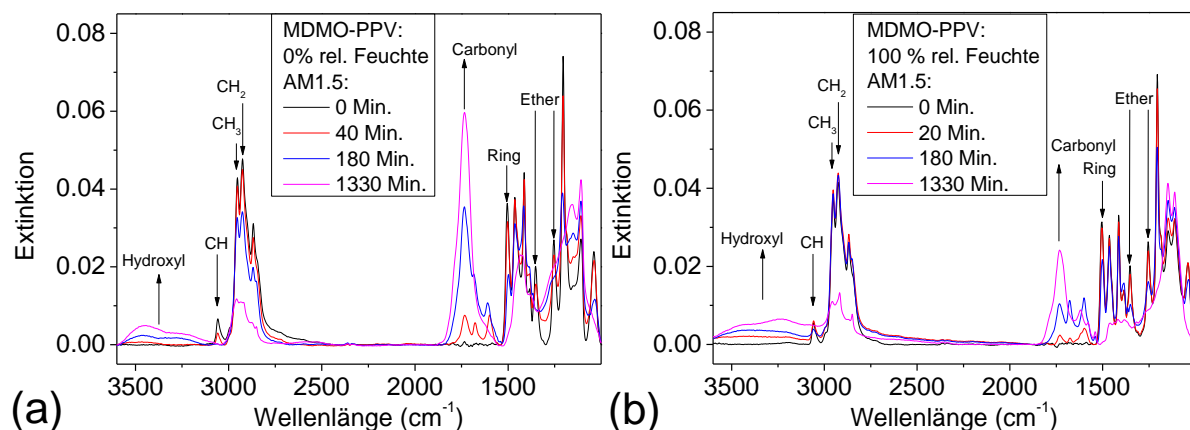 0.08
0.06
0.04
0.02
0.00
Extinktion
MDMO-PPV:
0% rel. Feuchte
AM1.5:
0 Min.
40 Min.
180 Min.
1330 Min.
Hydroxyl
CH
CH3
CH2
Carbonyl
Ring
Ether
3500 3000 2500 2000 1500
Wellenlänge (cm-1)
(a)
0.08
0.06
0.04
0.02
0.00
Extinktion
MDMO-PPV:
100 % rel. Feuchte
AM1.5:
0 Min.
20 Min.
180 Min.
1330 Min.
Hydroxyl
CH
CH3
CH2
Carbonyl
Ring
Ether
3500 3000 2500 2000 1500
Wellenlänge (cm-1)
(b)